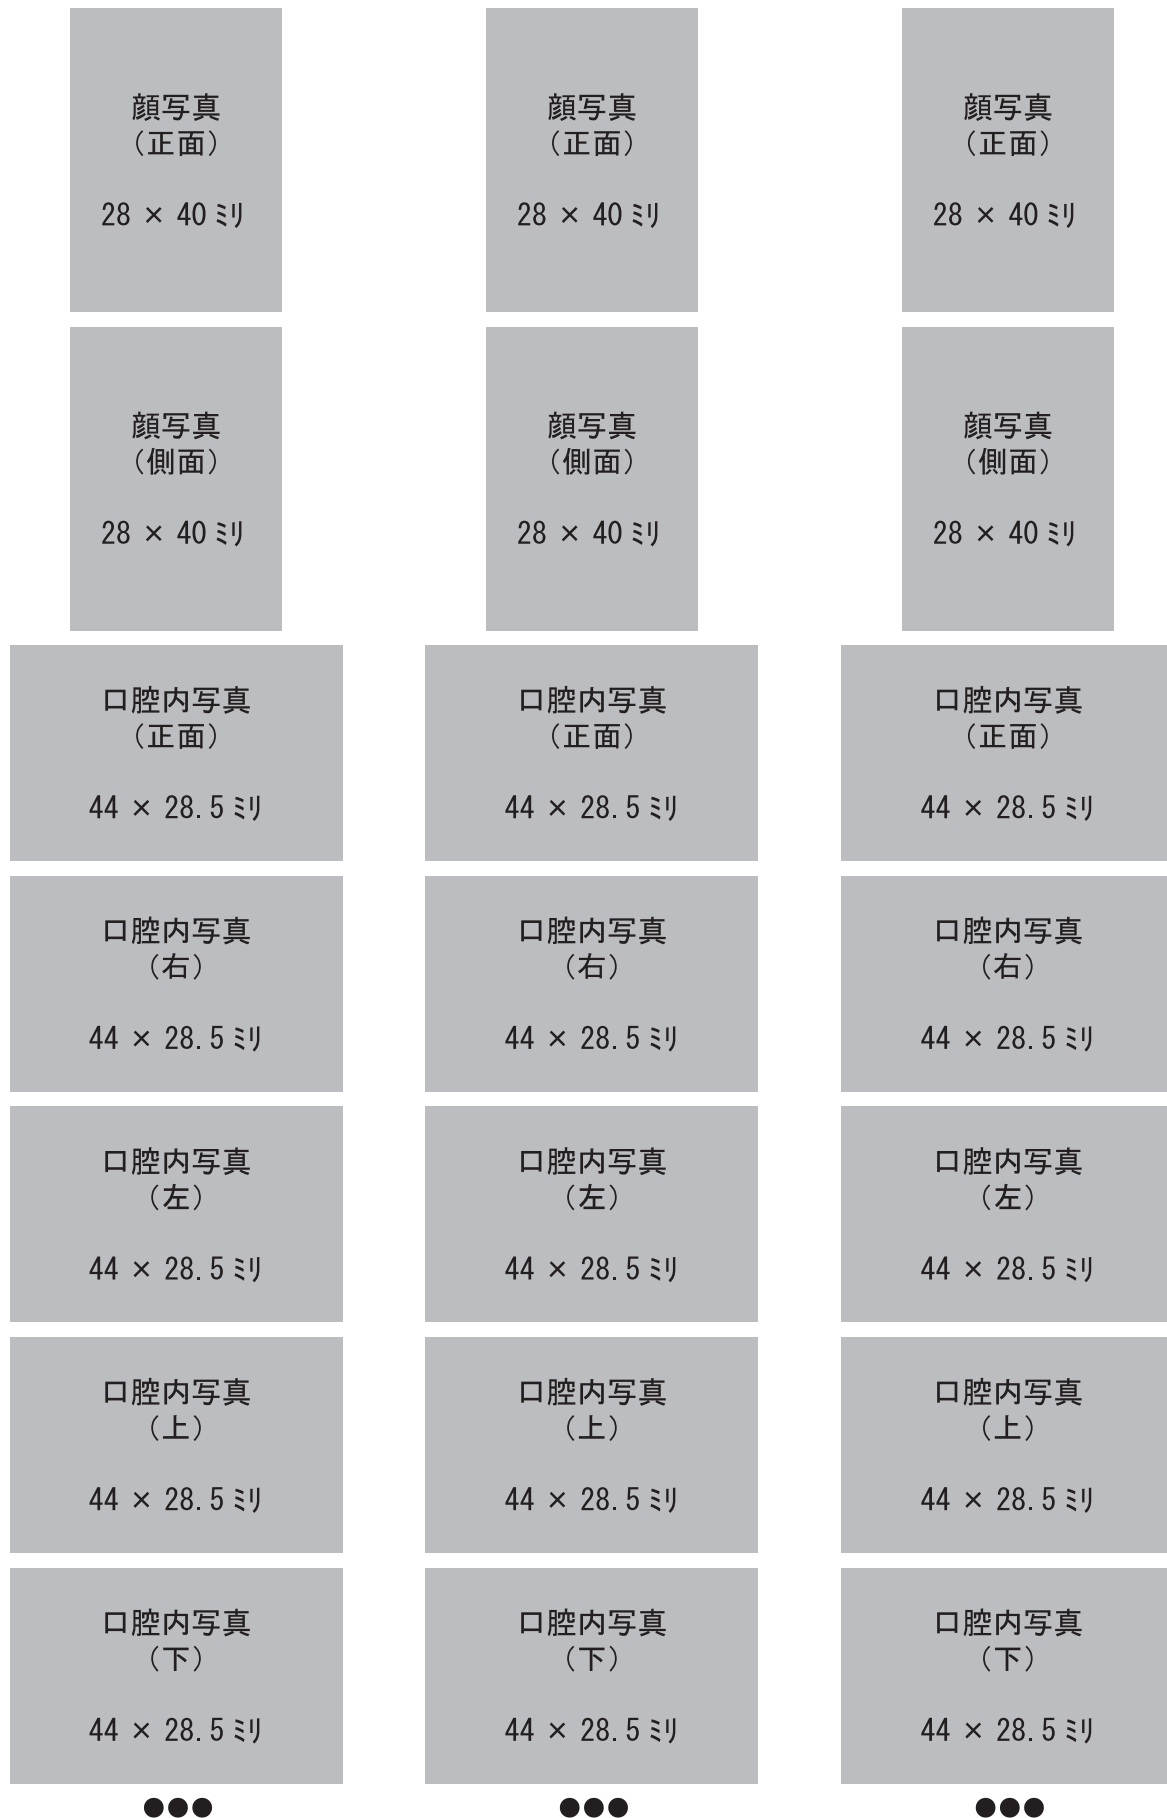 顔写真
（正面）
28 × 40 ﾐﾘ
顔写真
（正面）
28 × 40 ﾐﾘ
顔写真
（正面）
28 × 40 ﾐﾘ
顔写真
（側面）
28 × 40 ﾐﾘ
顔写真
（側面）
28 × 40 ﾐﾘ
顔写真
（側面）
28 × 40 ﾐﾘ
口腔内写真
（正面）
44 × 28.5 ﾐﾘ
口腔内写真
（正面）
44 × 28.5 ﾐﾘ
口腔内写真
（正面）
44 × 28.5 ﾐﾘ
口腔内写真
（右）
44 × 28.5 ﾐﾘ
口腔内写真
（右）
44 × 28.5 ﾐﾘ
口腔内写真
（右）
44 × 28.5 ﾐﾘ
口腔内写真
（左）
44 × 28.5 ﾐﾘ
口腔内写真
（左）
44 × 28.5 ﾐﾘ
口腔内写真
（左）
44 × 28.5 ﾐﾘ
口腔内写真
（上）
44 × 28.5 ﾐﾘ
口腔内写真
（上）
44 × 28.5 ﾐﾘ
口腔内写真
（上）
44 × 28.5 ﾐﾘ
口腔内写真
（下）
44 × 28.5 ﾐﾘ
口腔内写真
（下）
44 × 28.5 ﾐﾘ
口腔内写真
（下）
44 × 28.5 ﾐﾘ
●●●
●●●
●●●